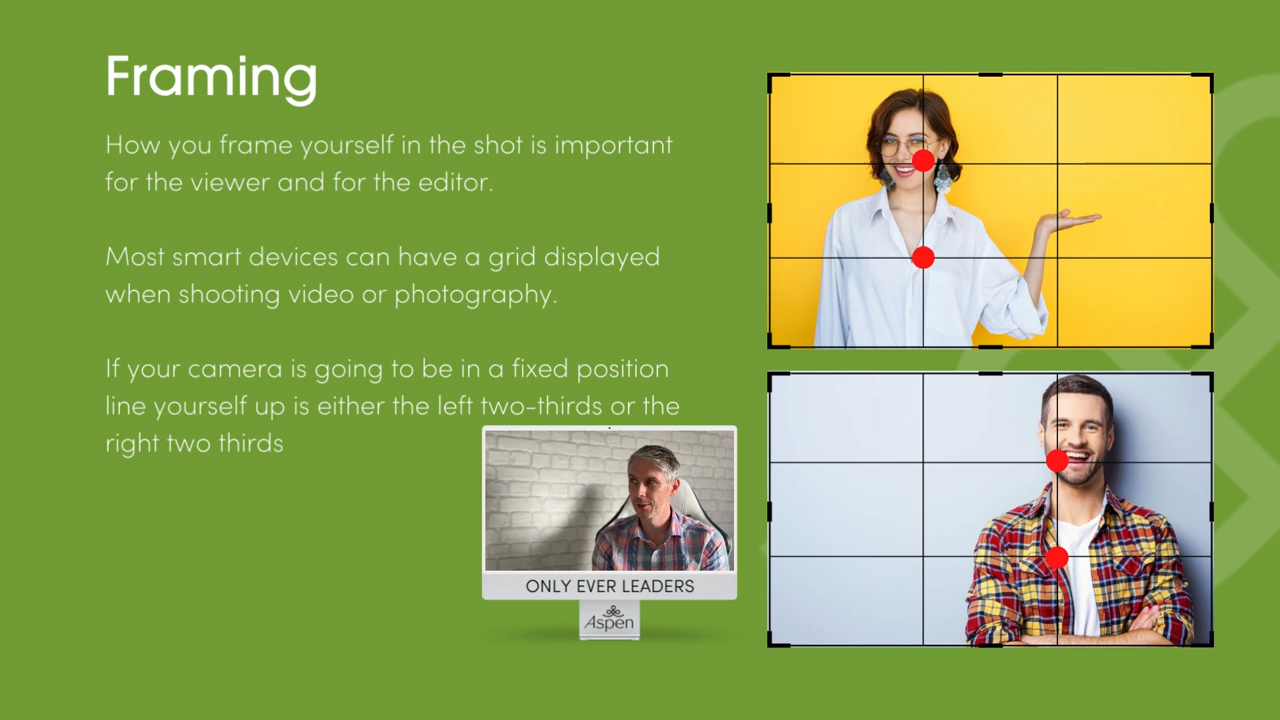 Framing
How you frame yourself in the shot is important
for the viewer and for the editor.
Most smart devices can have a grid displayed
when shooting video or photography.
If your camera is going to be in a fixed position
line yourself up is either the left two-thirds or the
right two thirds
ONLY EVER LEADERS
Aspen